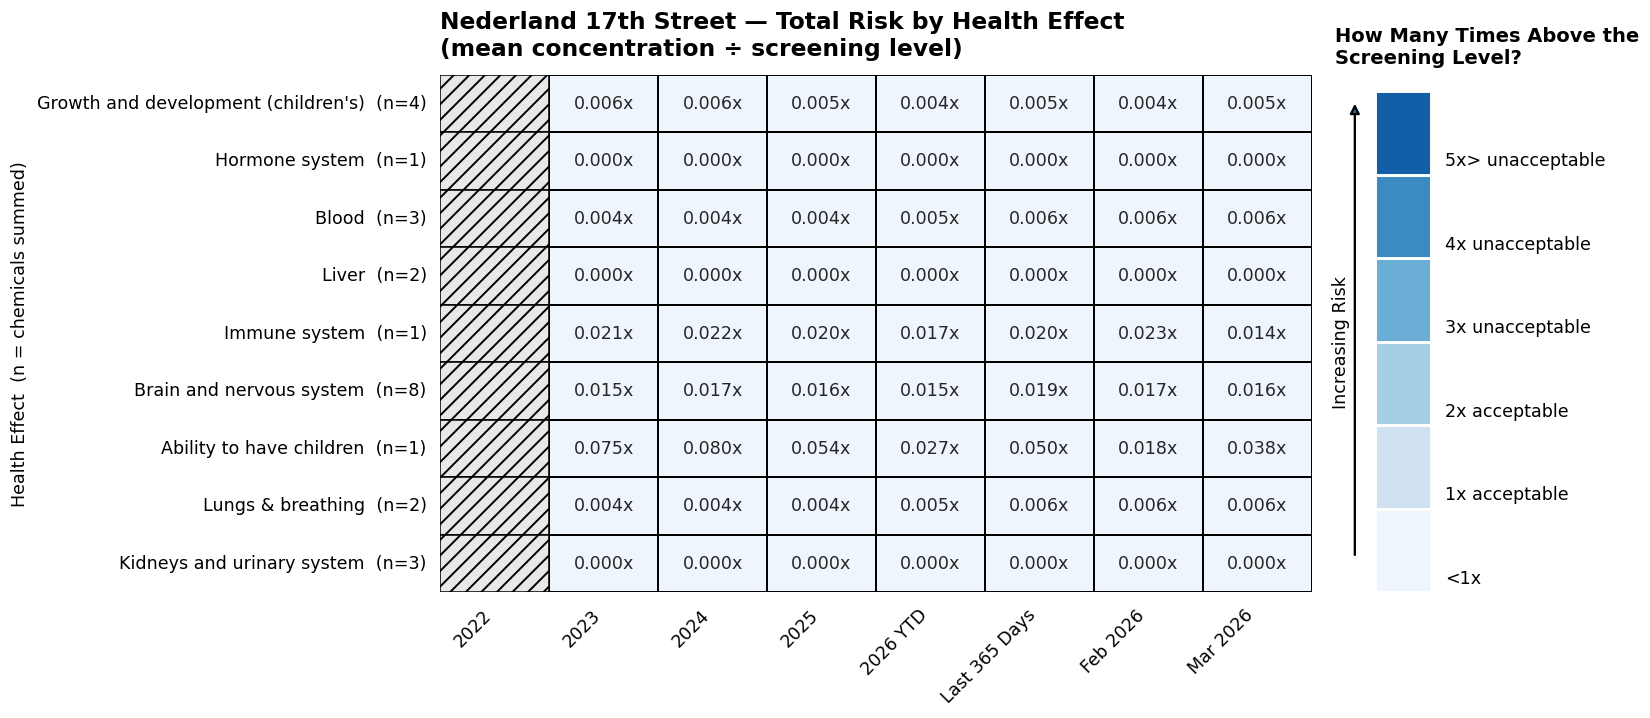 Nederland 17th Street — Total Risk by Health Effect
(mean concentration ÷ screening level)
How Many Times Above the
Screening Level?
Health Effect  (n = chemicals summed)
Growth and development (children's)  (n=4) 0.006x 0.006x 0.005x 0.004x 0.005x 0.004x 0.005x
Hormone system  (n=1) 0.000x 0.000x 0.000x 0.000x 0.000x 0.000x 0.000x
Blood  (n=3) 0.004x 0.004x 0.004x 0.005x 0.006x 0.006x 0.006x
Liver  (n=2) 0.000x 0.000x 0.000x 0.000x 0.000x 0.000x 0.000x
Immune system  (n=1) 0.021x 0.022x 0.020x 0.017x 0.020x 0.023x 0.014x
Brain and nervous system  (n=8) 0.015x 0.017x 0.016x 0.015x 0.019x 0.017x 0.016x
Ability to have children  (n=1) 0.075x 0.080x 0.054x 0.027x 0.050x 0.018x 0.038x
Lungs & breathing  (n=2) 0.004x 0.004x 0.004x 0.005x 0.006x 0.006x 0.006x
Kidneys and urinary system  (n=3) 0.000x 0.000x 0.000x 0.000x 0.000x 0.000x 0.000x
2022 2023 2024 2025 2026 YTD Last 365 Days Feb 2026 Mar 2026
Increasing Risk
5x> unacceptable
4x unacceptable
3x unacceptable
2x acceptable
1x acceptable
<1x